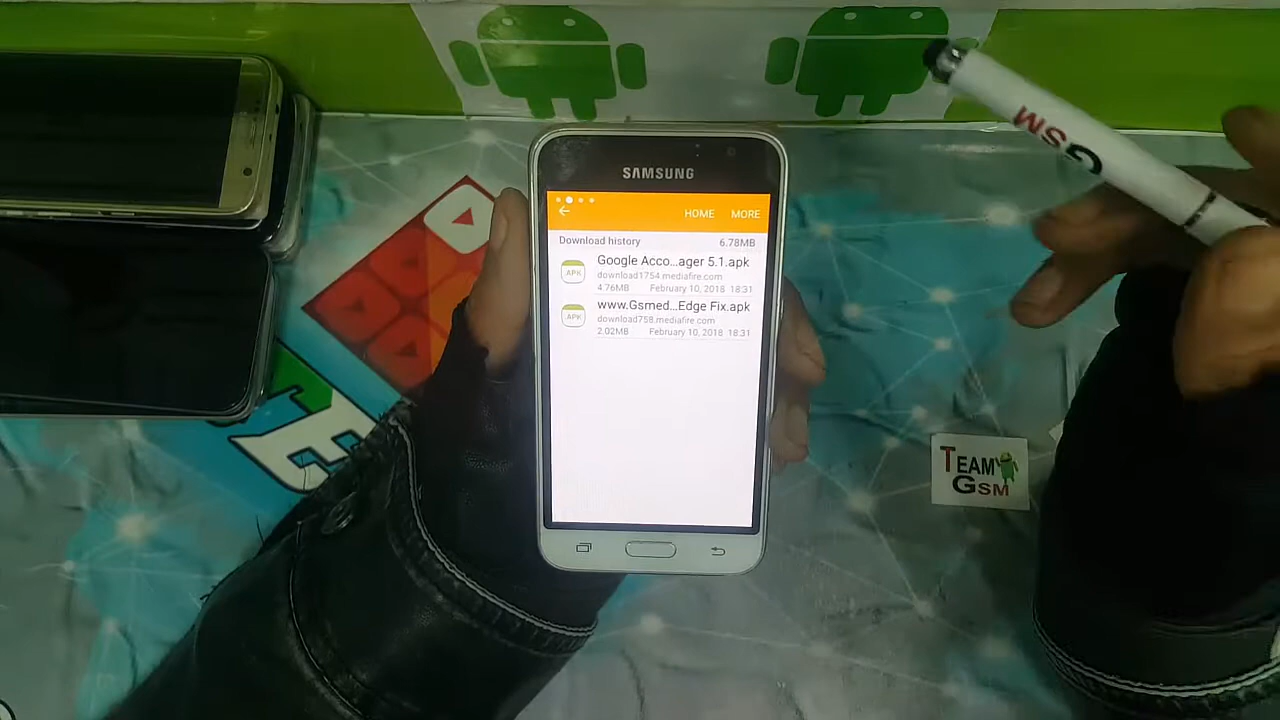 GSM
SAMSUNG
HOME MORE
Download history 6.78MB
Google Acco...ager 5.1.apk
APK
download1754.mediafire.com
4.76MB February 10, 2018 18:31
www.Gsmed...Edge Fix.apk
APK
download758.mediafire.com
2.02MB February 10, 2018 18:31
TEAM
GSM